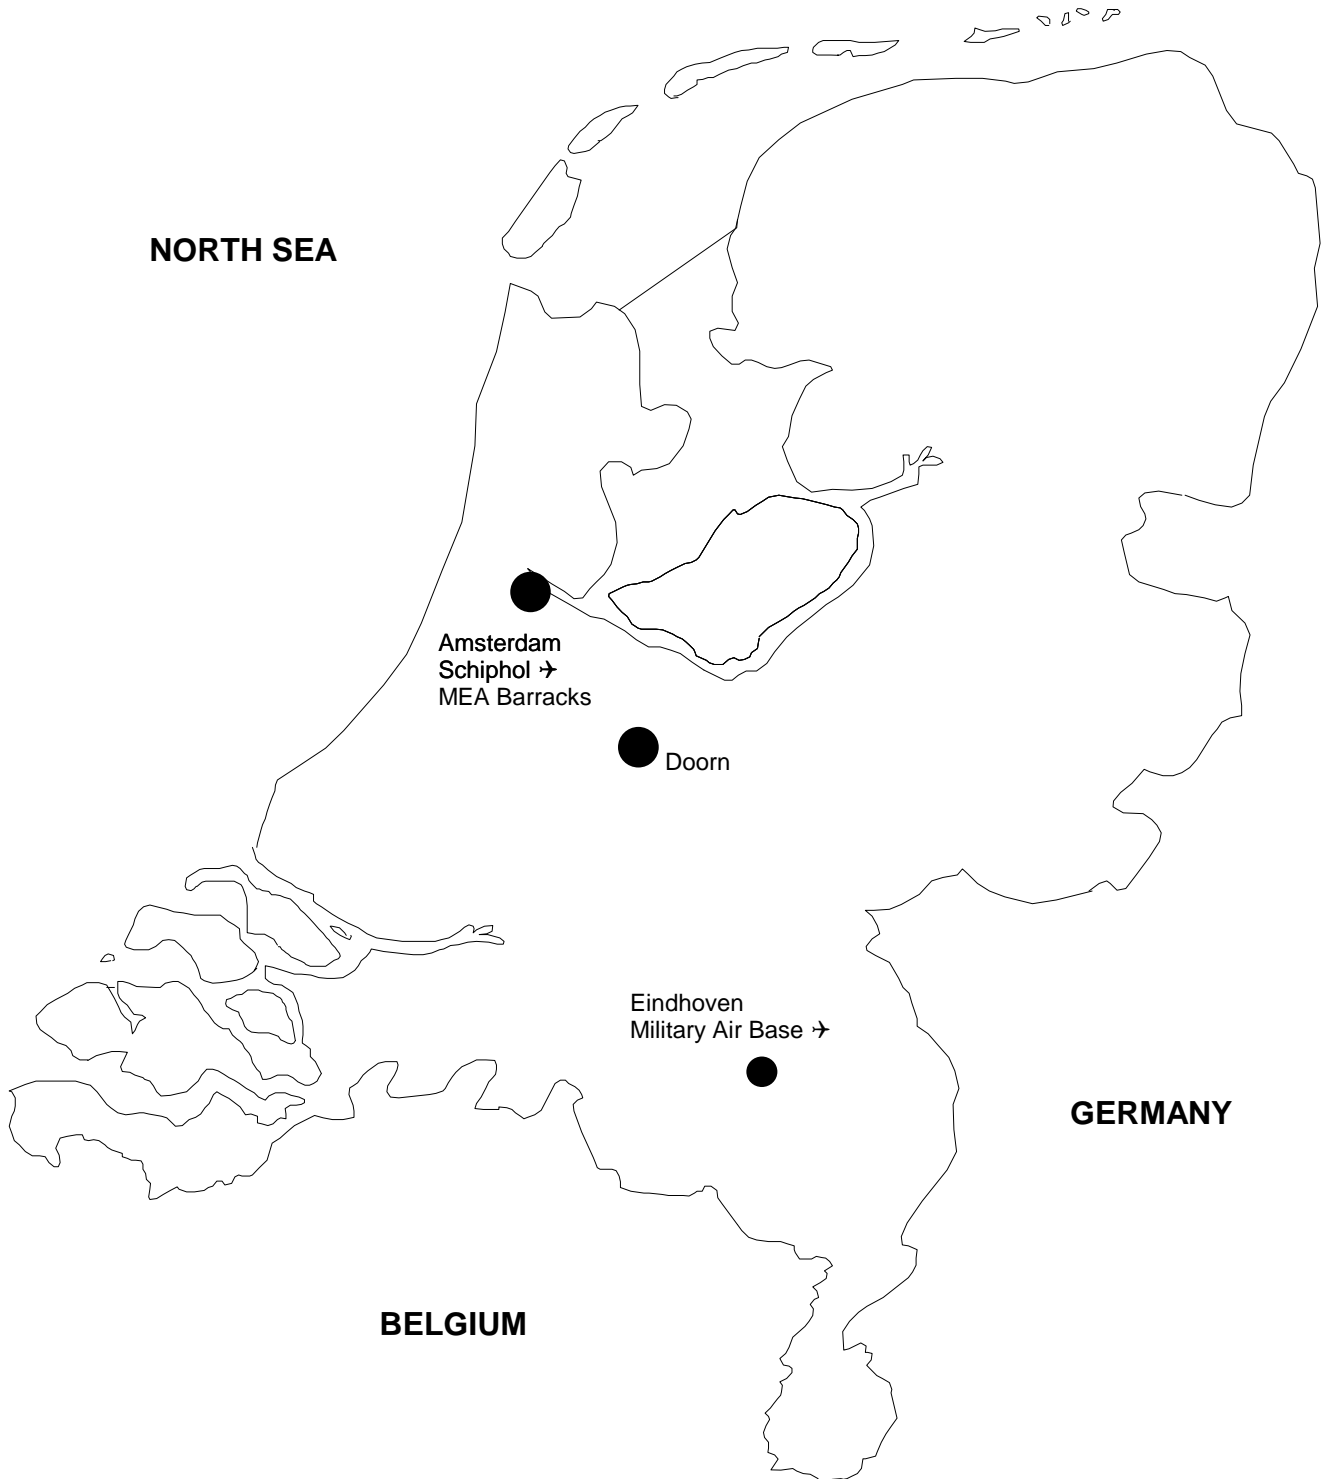 NORTH SEA
Amsterdam
Schiphol ✈
MEA Barracks
Doorn
Eindhoven
Military Air Base ✈
GERMANY
BELGIUM